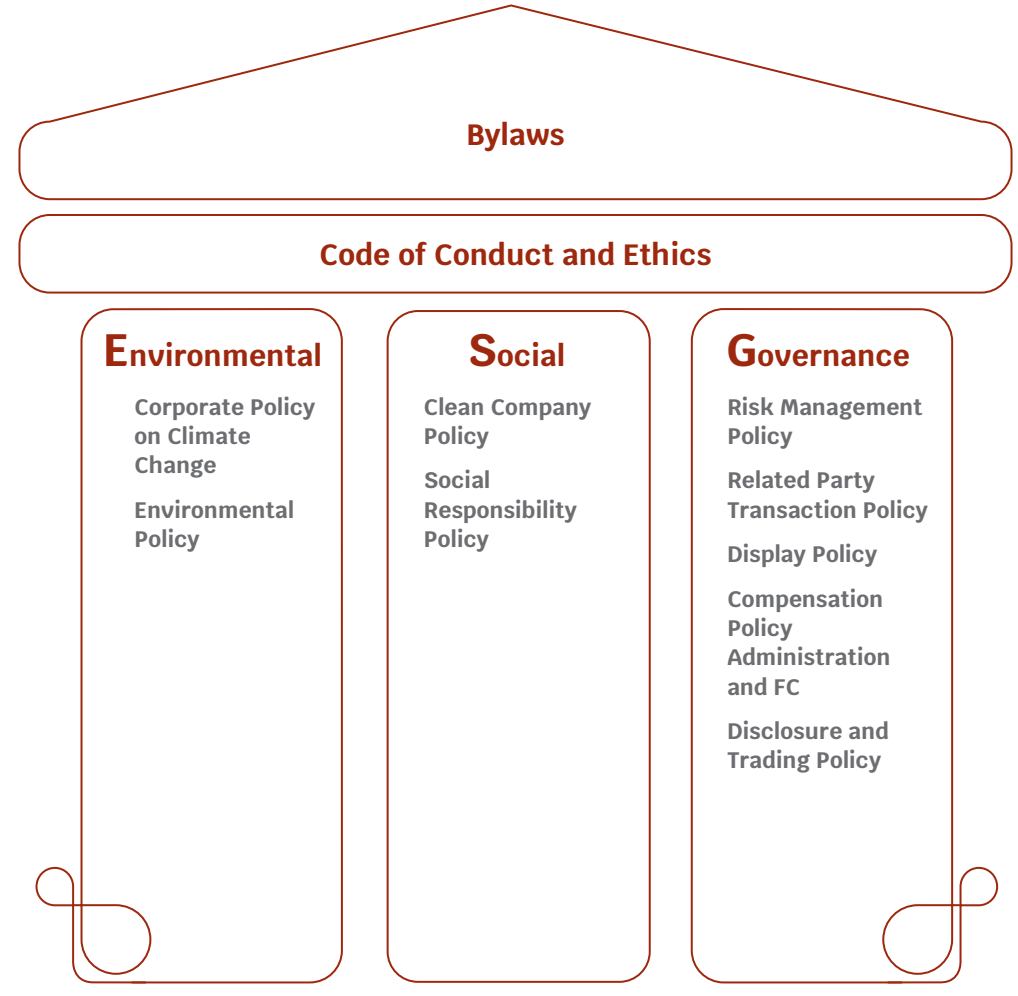 Bylaws
Code of Conduct and Ethics
Environmental
Corporate Policy
on Climate
Change
Environmental
Policy
Social
Clean Company
Policy
Social
Responsibility
Policy
Governance
Risk Management
Policy
Related Party
Transaction Policy
Display Policy
Compensation
Policy
Administration
and FC
Disclosure and
Trading Policy